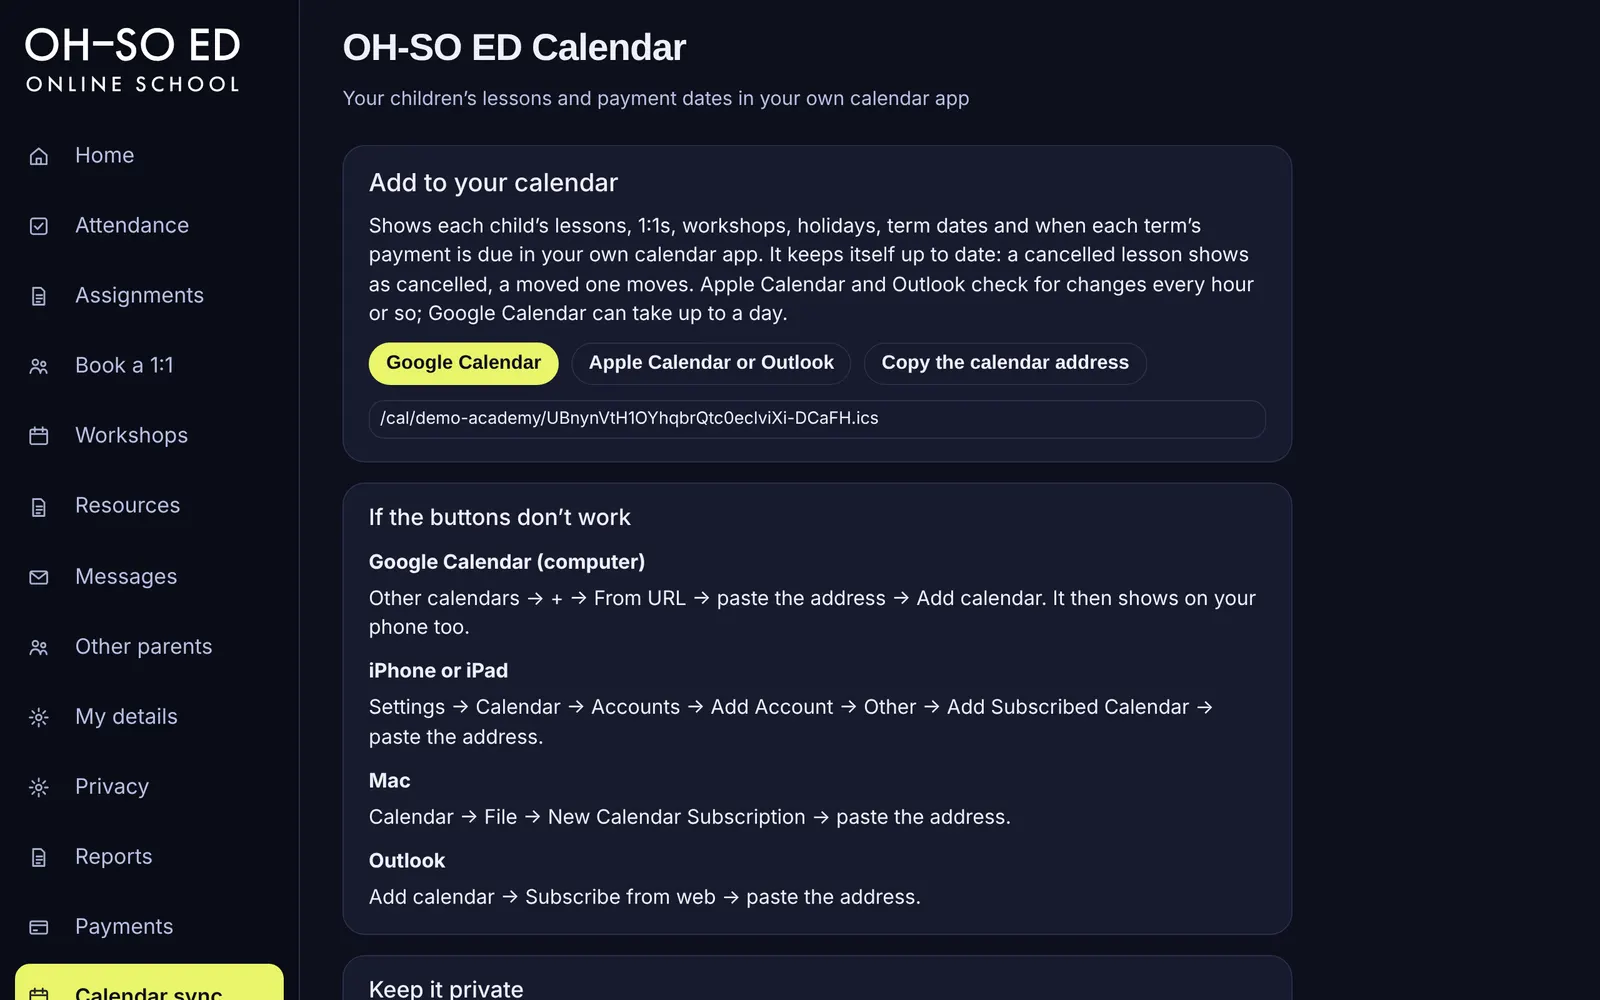 OH-SO ED
ONLINE SCHOOL
Home
Attendance
Assignments
Book a 1:1
Workshops
Resources
Messages
Other parents
My details
Privacy
Reports
Payments
Calendar sync
OH-SO ED Calendar
Your children’s lessons and payment dates in your own calendar app
Add to your calendar
Shows each child’s lessons, 1:1s, workshops, holidays, term dates and when each term’s
payment is due in your own calendar app. It keeps itself up to date: a cancelled lesson shows
as cancelled, a moved one moves. Apple Calendar and Outlook check for changes every hour
or so; Google Calendar can take up to a day.
Google Calendar
Apple Calendar or Outlook
Copy the calendar address
/cal/demo-academy/UBnynVtH1OYhqbrQtc0eclviXi-DCaFH.ics
If the buttons don’t work
Google Calendar (computer)
Other calendars → + → From URL → paste the address → Add calendar. It then shows on your
phone too.
iPhone or iPad
Settings → Calendar → Accounts → Add Account → Other → Add Subscribed Calendar →
paste the address.
Mac
Calendar → File → New Calendar Subscription → paste the address.
Outlook
Add calendar → Subscribe from web → paste the address.
Keep it private